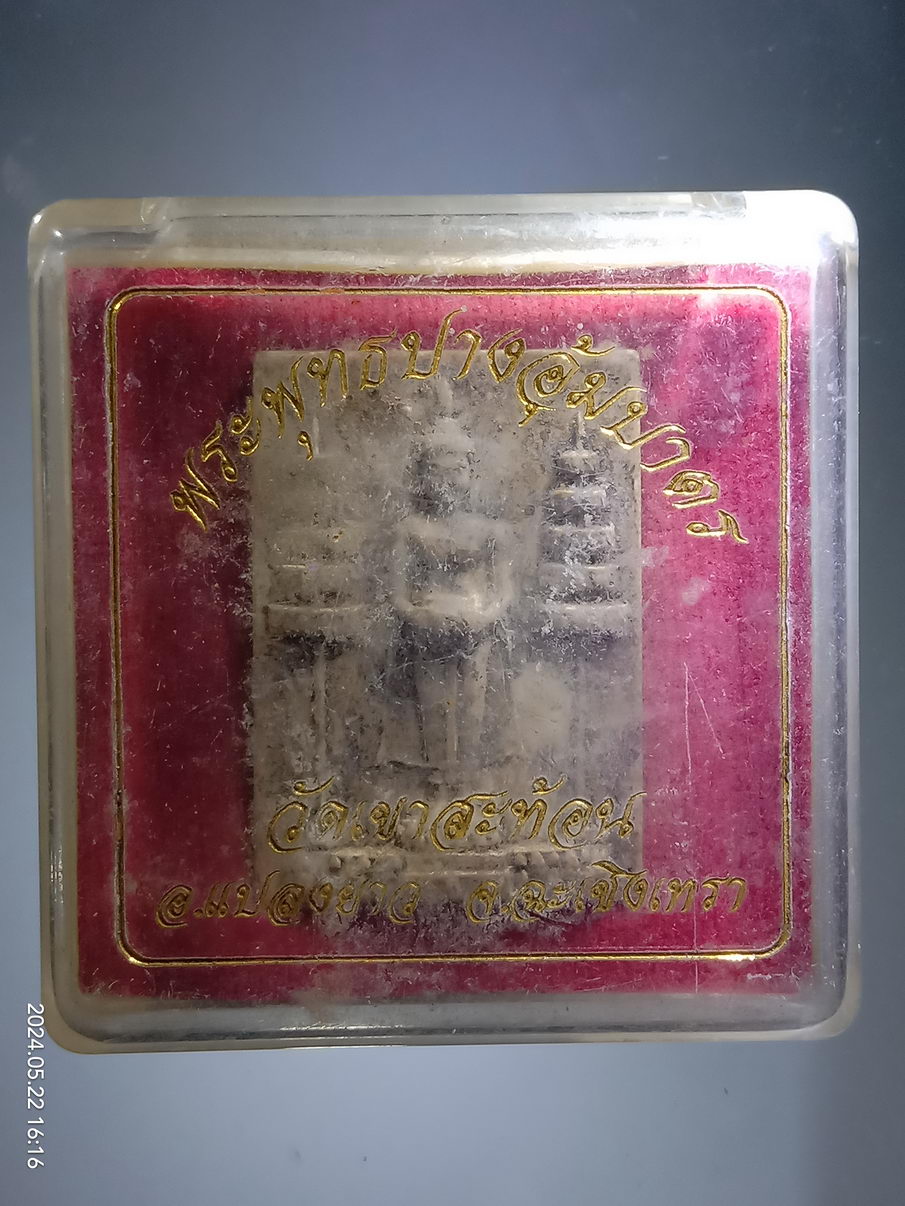 พระพุทธปางอุ้มบาตร
วัดเขาสะท้อน
อ.แปลงยาว จ.ฉะเชิงเทรา
2024.05.22 16:16